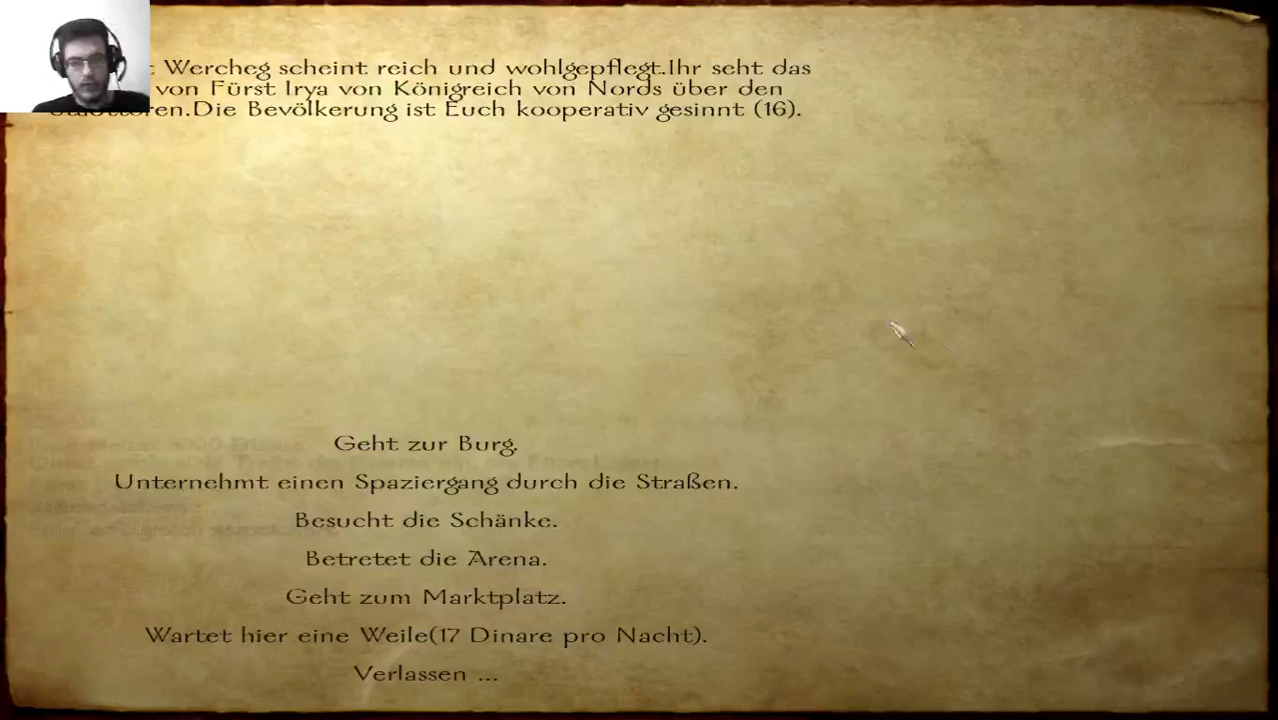 Wercheg scheint reich und wohlgepflegt.Ihr seht das
von Fürst Irya von Königreich von Nords über den
Die Bevölkerung ist Euch kooperativ gesinnt (16).
Geht zur Burg.
Unternehmt einen Spaziergang durch die Straßen.
Besucht die Schänke.
Betretet die Arena.
Geht zum Marktplatz.
Wartet hier eine Weile(17 Dinare pro Nacht).
Verlassen ...